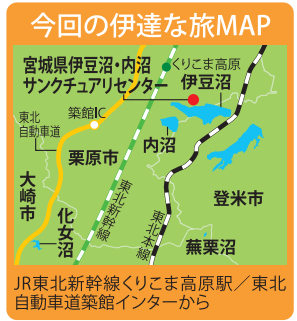 今回の伊達な旅MAP
宮城県伊豆沼・内沼
サンクチュアリセンター
くりこま高原
伊豆沼
築館IC
東北
自動車道
栗原市
内沼
大崎市
化女沼
東北新幹線
東北本線
登米市
蕪栗沼
JR東北新幹線くりこま高原駅／東北
自動車道築館インターから